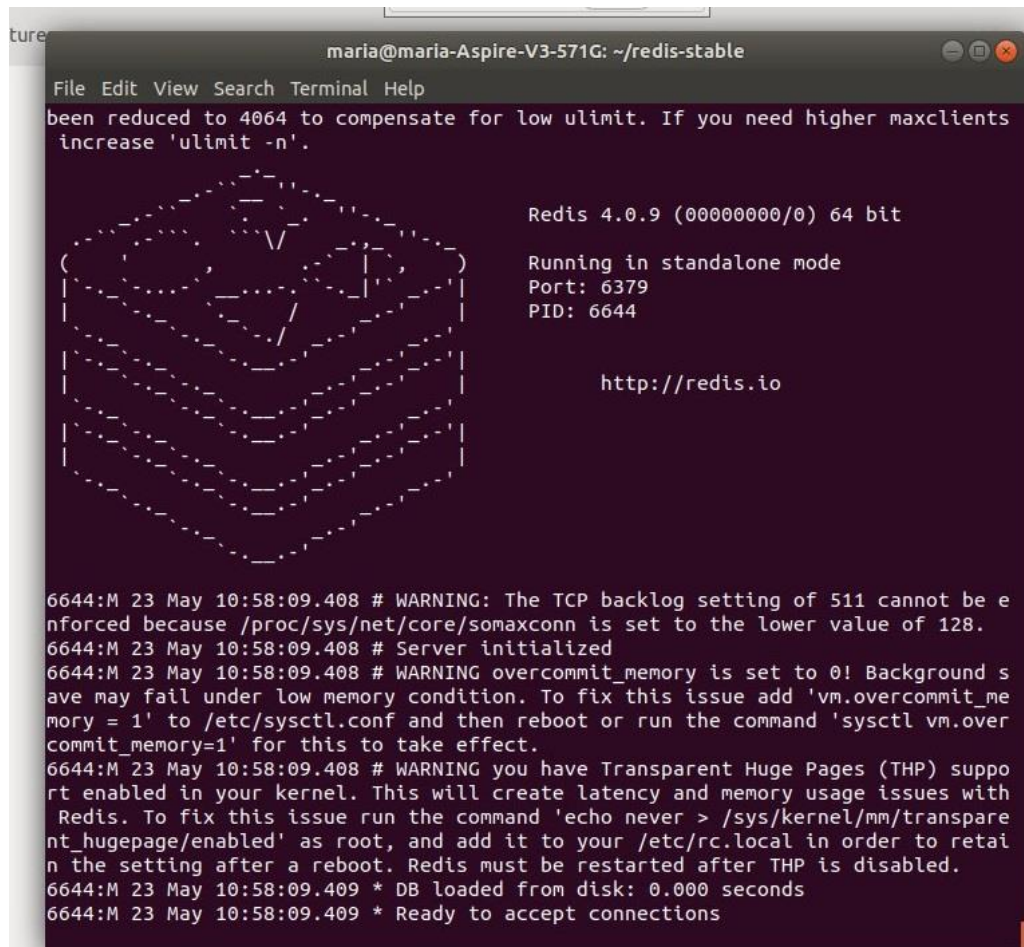 ture
maria@maria-Aspire-V3-571G: ~/redis-stable
File Edit View Search Terminal Help
been reduced to 4064 to compensate for low ulimit. If you need higher maxclients
increase 'ulimit -n'.
Redis 4.0.9 (00000000/0) 64 bit
Running in standalone mode
Port: 6379
PID: 6644
http://redis.io
6644:M 23 May 10:58:09.408 # WARNING: The TCP backlog setting of 511 cannot be e
nforced because /proc/sys/net/core/somaxconn is set to the lower value of 128.
6644:M 23 May 10:58:09.408 # Server initialized
6644:M 23 May 10:58:09.408 # WARNING overcommit_memory is set to 0! Background s
ave may fail under low memory condition. To fix this issue add 'vm.overcommit_me
mory = 1' to /etc/sysctl.conf and then reboot or run the command 'sysctl vm.over
commit_memory=1' for this to take effect.
6644:M 23 May 10:58:09.408 # WARNING you have Transparent Huge Pages (THP) suppo
rt enabled in your kernel. This will create latency and memory usage issues with
Redis. To fix this issue run the command 'echo never > /sys/kernel/mm/transpare
nt_hugepage/enabled' as root, and add it to your /etc/rc.local in order to retai
n the setting after a reboot. Redis must be restarted after THP is disabled.
6644:M 23 May 10:58:09.409 * DB loaded from disk: 0.000 seconds
6644:M 23 May 10:58:09.409 * Ready to accept connections